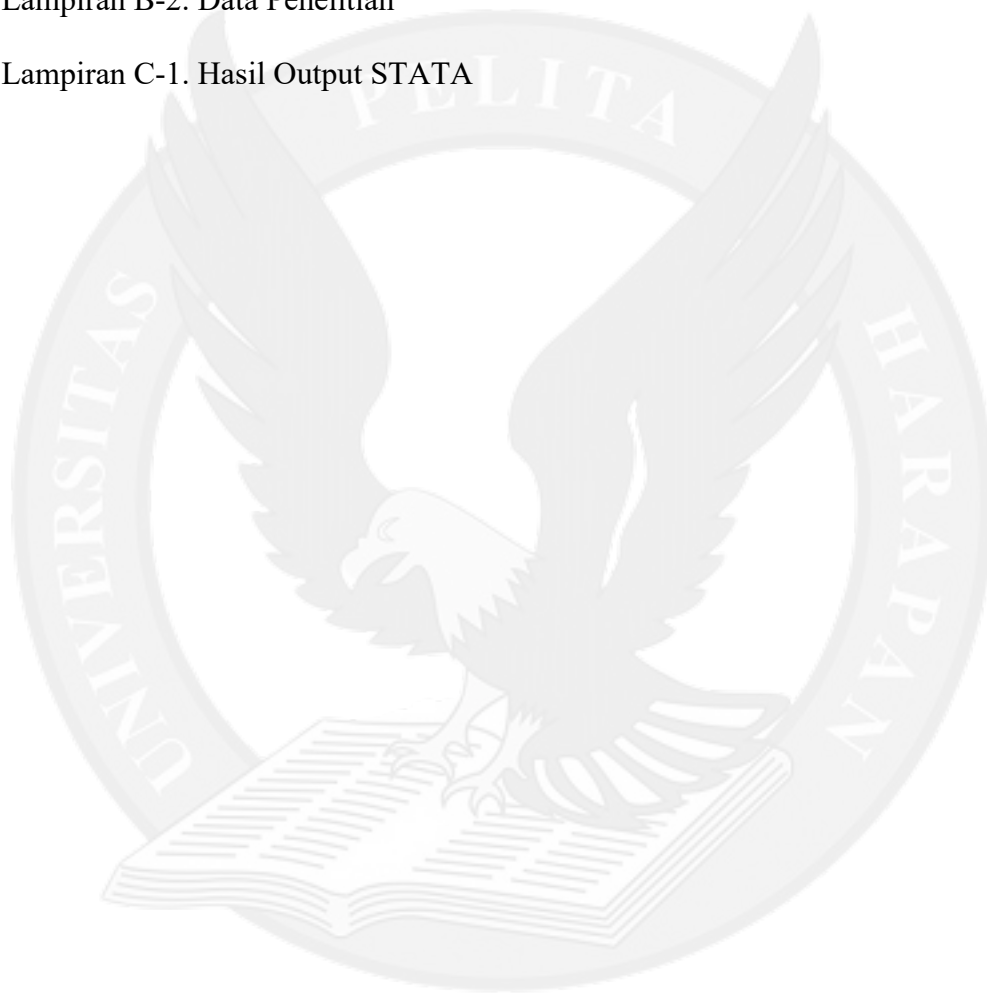 Lampiran B-2. Data Penelitian
Lampiran C-1. Hasil Output STATA
UNIVERSITAS PELITA HARAPAN